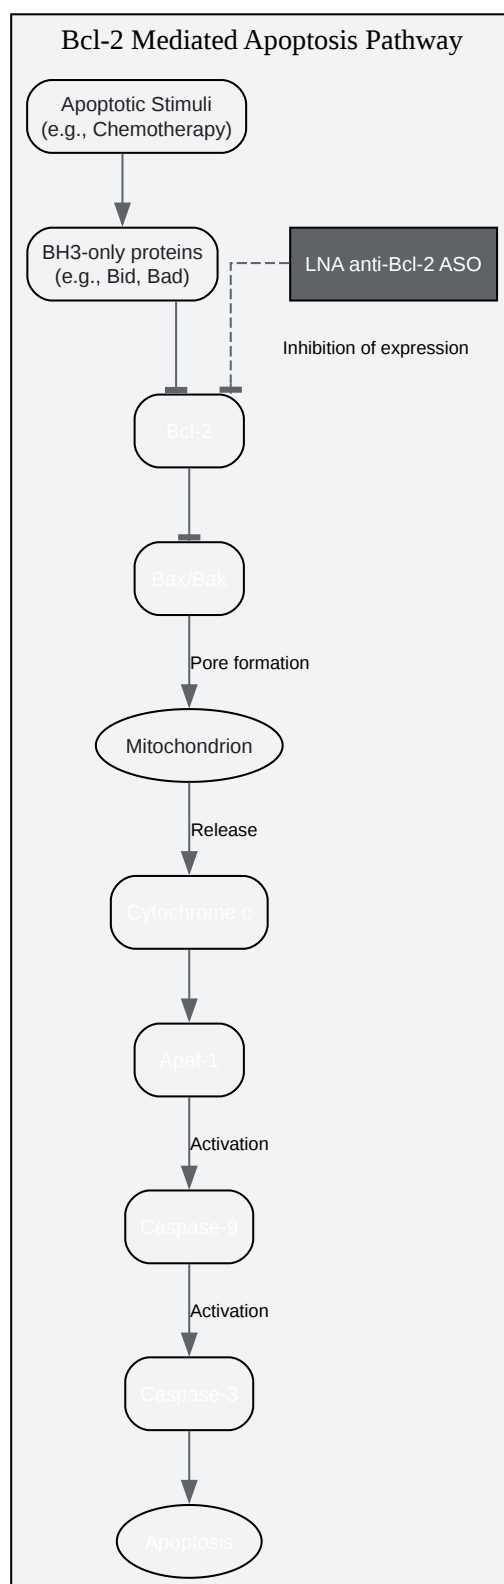 Bcl-2 Mediated Apoptosis Pathway
Apoptotic Stimuli
(e.g., Chemotherapy)
BH3-only proteins
(e.g., Bid, Bad)
LNA anti-Bcl-2 ASO
Inhibition of expression
Bcl-2
Bax/Bak
Pore formation
Mitochondrion
Release
Cytochrome c
Apaf-1
Activation
Caspase-9
Activation
Caspase-3
Apoptosis